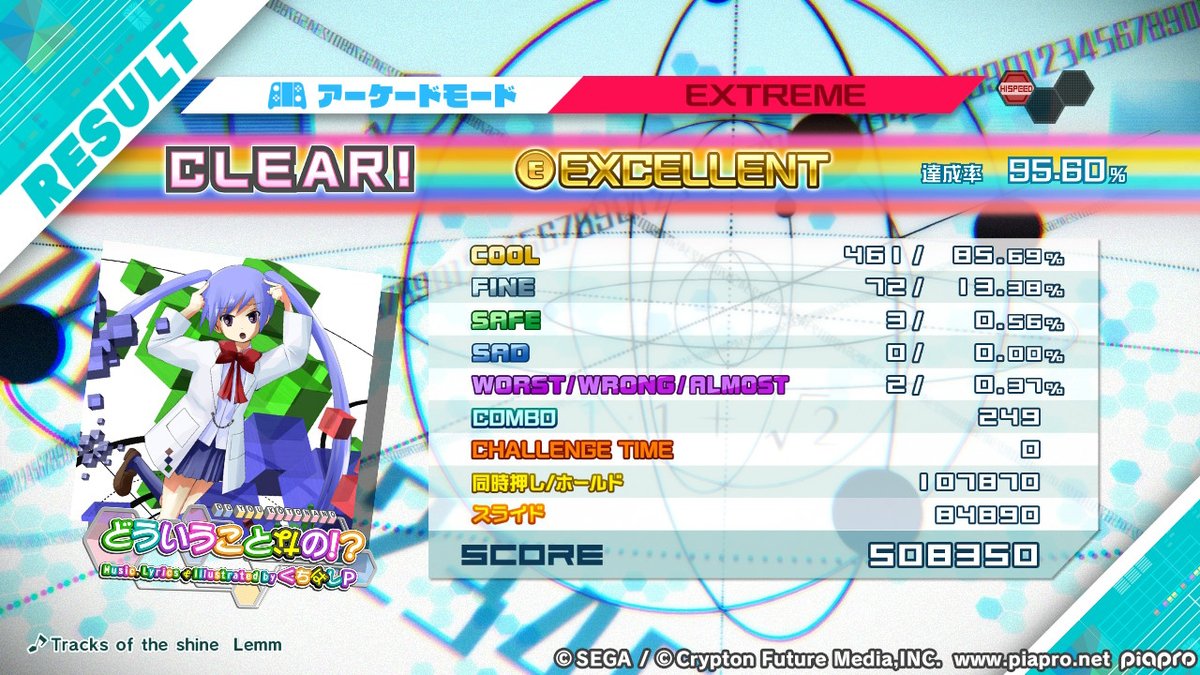 RESULT
アーケードモード EXTREME HISPEED
CLEAR! E EXCELLENT 達成率 95.60%
COOL 461/ 85.69%
FINE 72/ 13.38%
SAFE 3/ 0.56%
SAD 0/ 0.00%
WORST/WRONG/ALMOST 2/ 0.37%
COMBO 249
CHALLENGE TIME 0
同時押し/ホールド 107870
スライド 84890
SCORE 508350
どういうことなの!?
Music, Lyrics & Illustrated by くちばしP
♪Tracks of the shine Lemm
© SEGA / © Crypton Future Media,INC. www.piapro.net piapro